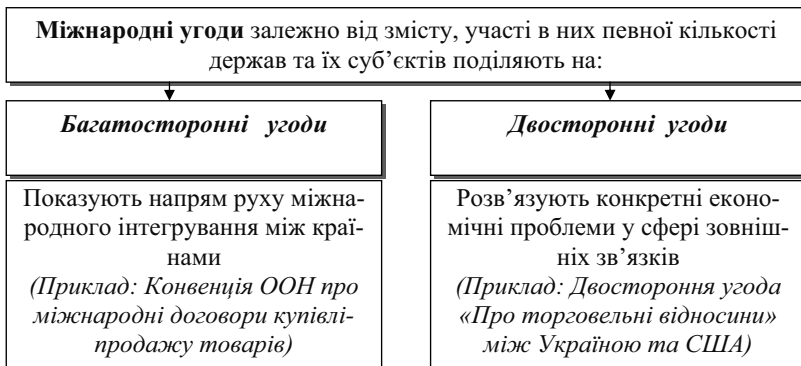 Міжнародні угоди залежно від змісту, участі в них певної кількості
держав та їх суб’єктів поділяють на:
Багатосторонні угоди
Двосторонні угоди
Показують напрям руху міжна-
родного інтегрування між краї-
нами
(Приклад: Конвенція ООН про
міжнародні договори купівлі-
продажу товарів)
Розв’язують конкретні еконо-
мічні проблеми у сфері зовніш-
ніх зв’язків
(Приклад: Двостороння угода
«Про торговельні відносини»
між Україною та США)